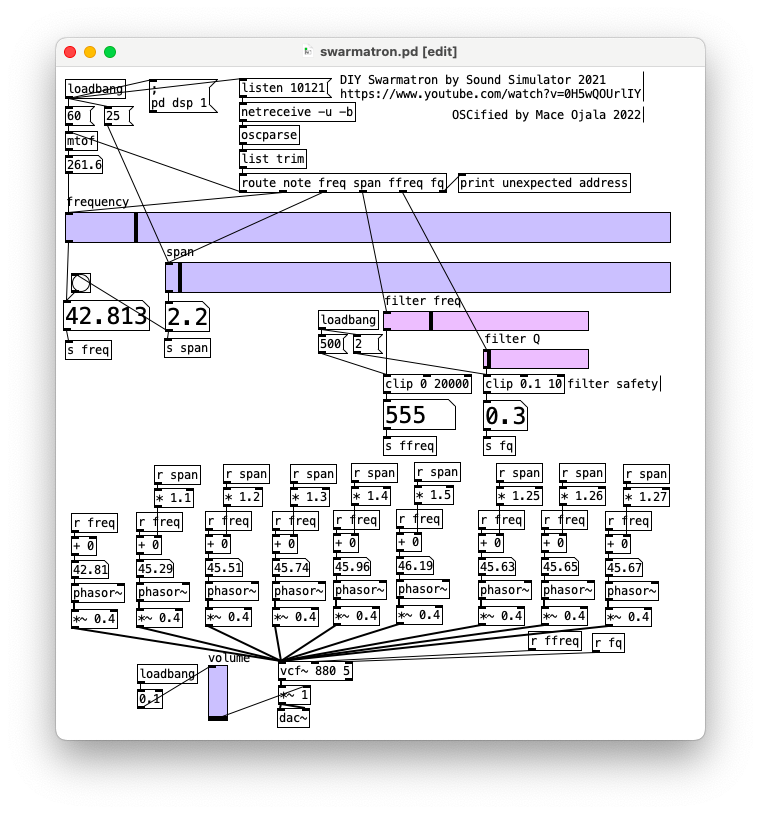 swarmatron.pd [edit]
loadbang
;
pd dsp 1
listen 10121
DIY Swarmatron by Sound Simulator 2021
https://www.youtube.com/watch?v=0H5wQOUrlIY
60
25
netreceive -u -b
OSCified by Mace Ojala 2022
mtof
oscparse
261.6
list trim
route note freq span ffreq fq
print unexpected address
frequency
span
42.813
2.2
filter freq
loadbang
s freq
s span
500
2
filter Q
clip 0 20000
clip 0.1 10
filter safety
555
0.3
s ffreq
s fq
r span
r span
r span
r span
r span
r span
r span
r span
* 1.1
* 1.2
* 1.3
* 1.4
* 1.5
* 1.25
* 1.26
* 1.27
r freq
r freq
r freq
r freq
r freq
r freq
r freq
r freq
r freq
+ 0
+ 0
+ 0
+ 0
+ 0
+ 0
+ 0
+ 0
+ 0
42.81
45.29
45.51
45.74
45.96
46.19
45.63
45.65
45.67
phasor~
phasor~
phasor~
phasor~
phasor~
phasor~
phasor~
phasor~
phasor~
*~ 0.4
*~ 0.4
*~ 0.4
*~ 0.4
*~ 0.4
*~ 0.4
*~ 0.4
*~ 0.4
*~ 0.4
r ffreq
r fq
volume
loadbang
vcf~ 880 5
0.1
*~ 1
dac~